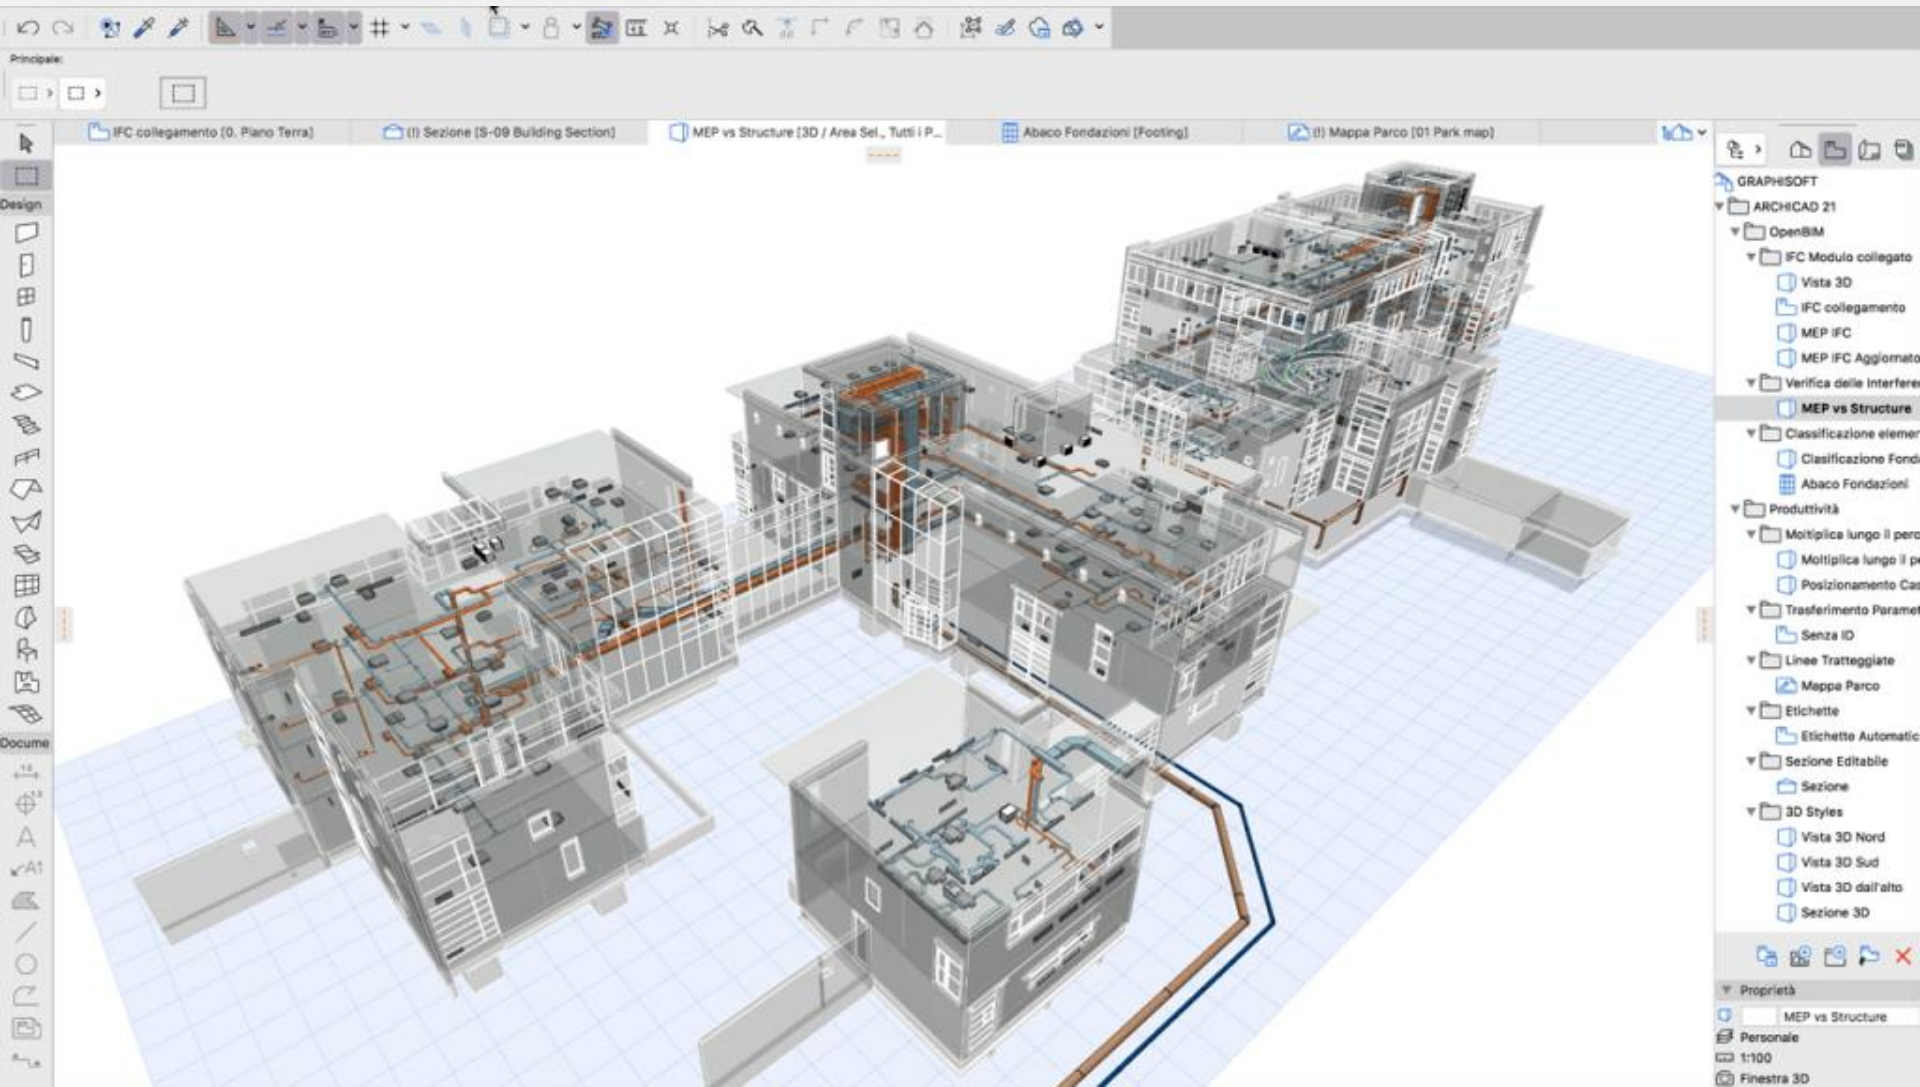 Principale:
IFC collegamento [0. Piano Terra]
(!) Sezione [S-09 Building Section]
MEP vs Structure [3D / Area Sel., Tutti i P...
Abaco Fondazioni [Footing]
(!) Mappa Parco [01 Park map]
Design
Docume
A
A1
GRAPHISOFT
ARCHICAD 21
OpenBIM
IFC Modulo collegato
Vista 3D
IFC collegamento
MEP IFC
MEP IFC Aggiornato
Verifica delle Interfere
MEP vs Structure
Classificazione elemen
Clasificazione Fond
Abaco Fondazioni
Produttività
Moltiplica lungo il perc
Moltiplica lungo il pe
Posizionamento Cas
Trasferimento Paramet
Senza ID
Linee Tratteggiate
Mappa Parco
Etichette
Etichette Automatic
Sezione Editabile
Sezione
3D Styles
Vista 3D Nord
Vista 3D Sud
Vista 3D dall'alto
Sezione 3D
Proprietà
MEP vs Structure
Personale
1:100
Finestra 3D